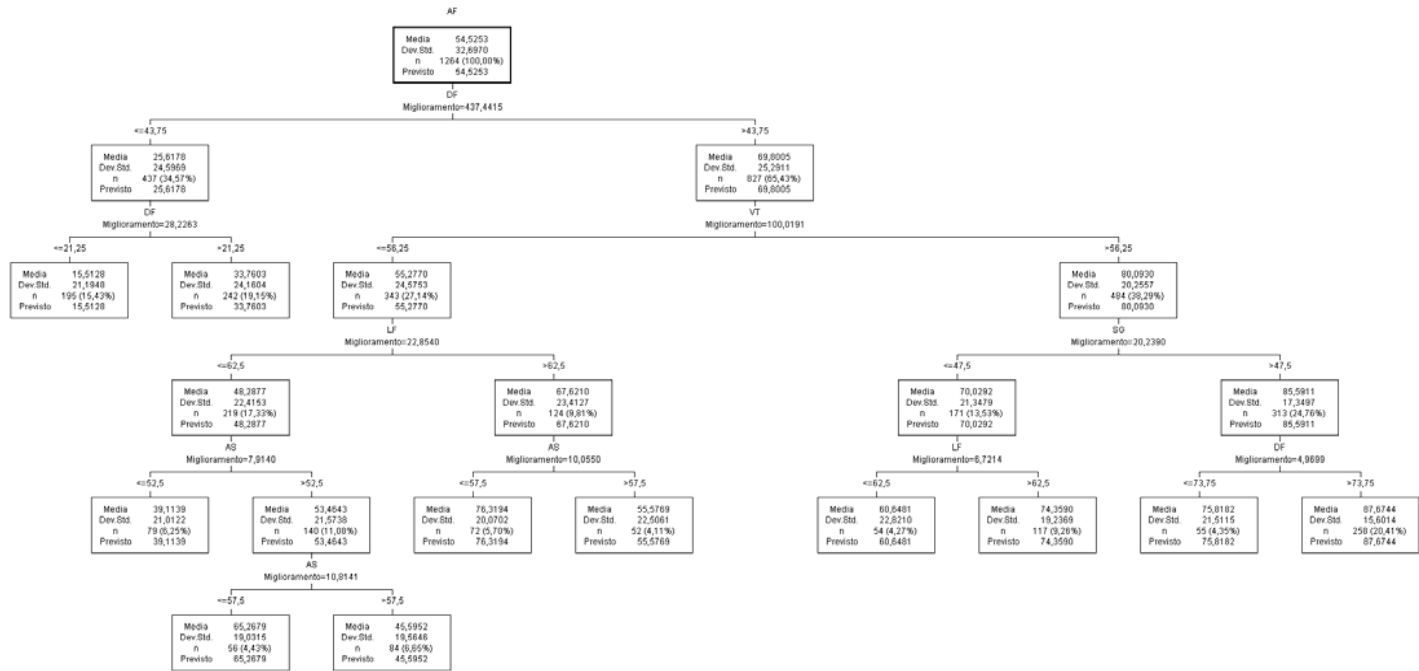 AF
Media 54,5253
Dev.Std. 32,6970
n 1264 (100,00%)
Previsto 54,5253
DF
Miglioramento=437,4415
<=43,75
>43,75
Media 25,6178
Dev.Std. 24,5969
n 437 (34,57%)
Previsto 25,6178
Media 69,8005
Dev.Std. 25,2911
n 827 (65,43%)
Previsto 69,8005
DF
Miglioramento=28,2263
VT
Miglioramento=100,0191
<=21,25
>21,25
<=56,25
>56,25
Media 15,5128
Dev.Std. 21,1948
n 195 (15,43%)
Previsto 15,5128
Media 33,7603
Dev.Std. 24,1604
n 242 (19,15%)
Previsto 33,7603
Media 55,2770
Dev.Std. 24,5753
n 343 (27,14%)
Previsto 55,2770
Media 80,0930
Dev.Std. 20,2557
n 484 (38,29%)
Previsto 80,0930
LF
Miglioramento=22,8540
SG
Miglioramento=20,2390
<=62,5
>62,5
<=47,5
>47,5
Media 48,2877
Dev.Std. 22,4153
n 219 (17,33%)
Previsto 48,2877
Media 67,6210
Dev.Std. 23,4127
n 124 (9,81%)
Previsto 67,6210
Media 70,0292
Dev.Std. 21,3479
n 171 (13,53%)
Previsto 70,0292
Media 85,5911
Dev.Std. 17,3497
n 313 (24,76%)
Previsto 85,5911
AS
Miglioramento=7,9140
AS
Miglioramento=10,0550
LF
Miglioramento=6,7214
DF
Miglioramento=4,9699
<=52,5
>52,5
<=57,5
>57,5
<=62,5
>62,5
<=73,75
>73,75
Media 39,1139
Dev.Std. 21,0122
n 79 (6,25%)
Previsto 39,1139
Media 53,4643
Dev.Std. 21,5738
n 140 (11,08%)
Previsto 53,4643
Media 76,3194
Dev.Std. 20,0702
n 72 (5,70%)
Previsto 76,3194
Media 55,5769
Dev.Std. 22,5061
n 52 (4,11%)
Previsto 55,5769
Media 60,6481
Dev.Std. 22,8210
n 54 (4,27%)
Previsto 60,6481
Media 74,3590
Dev.Std. 19,2369
n 117 (9,26%)
Previsto 74,3590
Media 75,8182
Dev.Std. 21,5115
n 55 (4,35%)
Previsto 75,8182
Media 87,6744
Dev.Std. 15,6014
n 258 (20,41%)
Previsto 87,6744
AS
Miglioramento=10,8141
<=57,5
>57,5
Media 65,2679
Dev.Std. 19,0315
n 56 (4,43%)
Previsto 65,2679
Media 45,5952
Dev.Std. 19,5646
n 84 (6,65%)
Previsto 45,5952